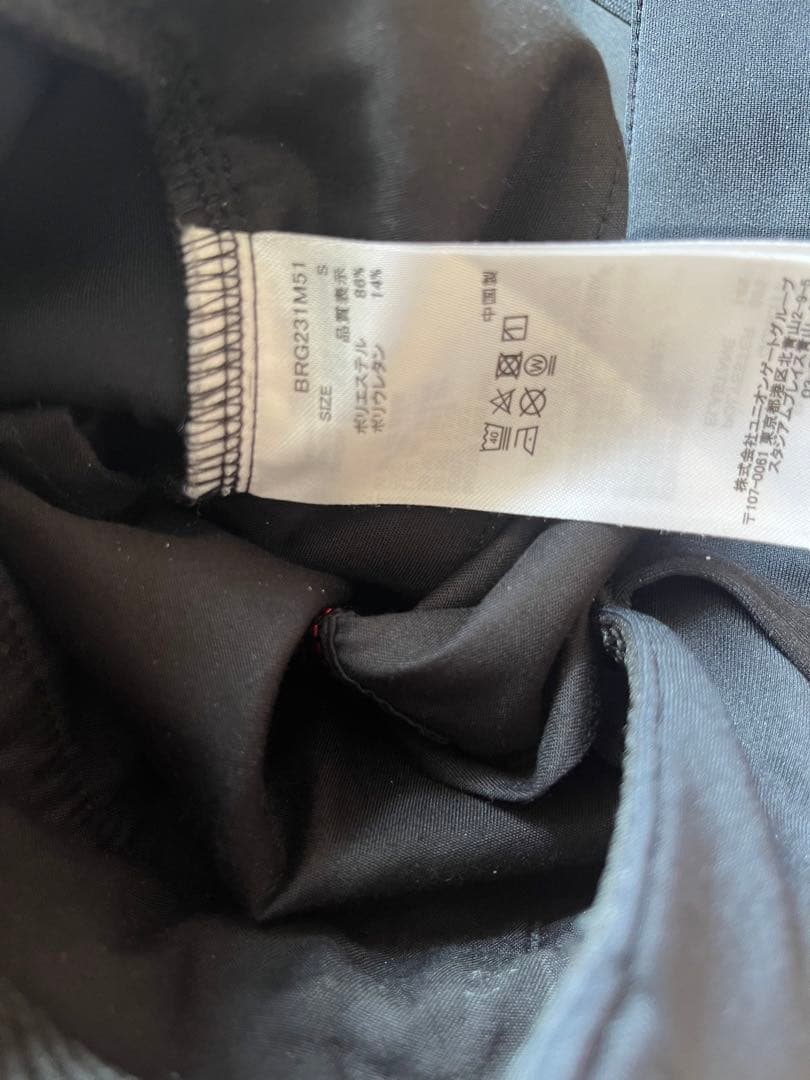 BRG231M51
SIZE S
品質表示
ポリエステル 86%
ポリウレタン 14%
中国製
40
W
株式会社ユニオンゲートグループ
〒107-0061 東京都港区北青山2-
スタジアムプレイス青山